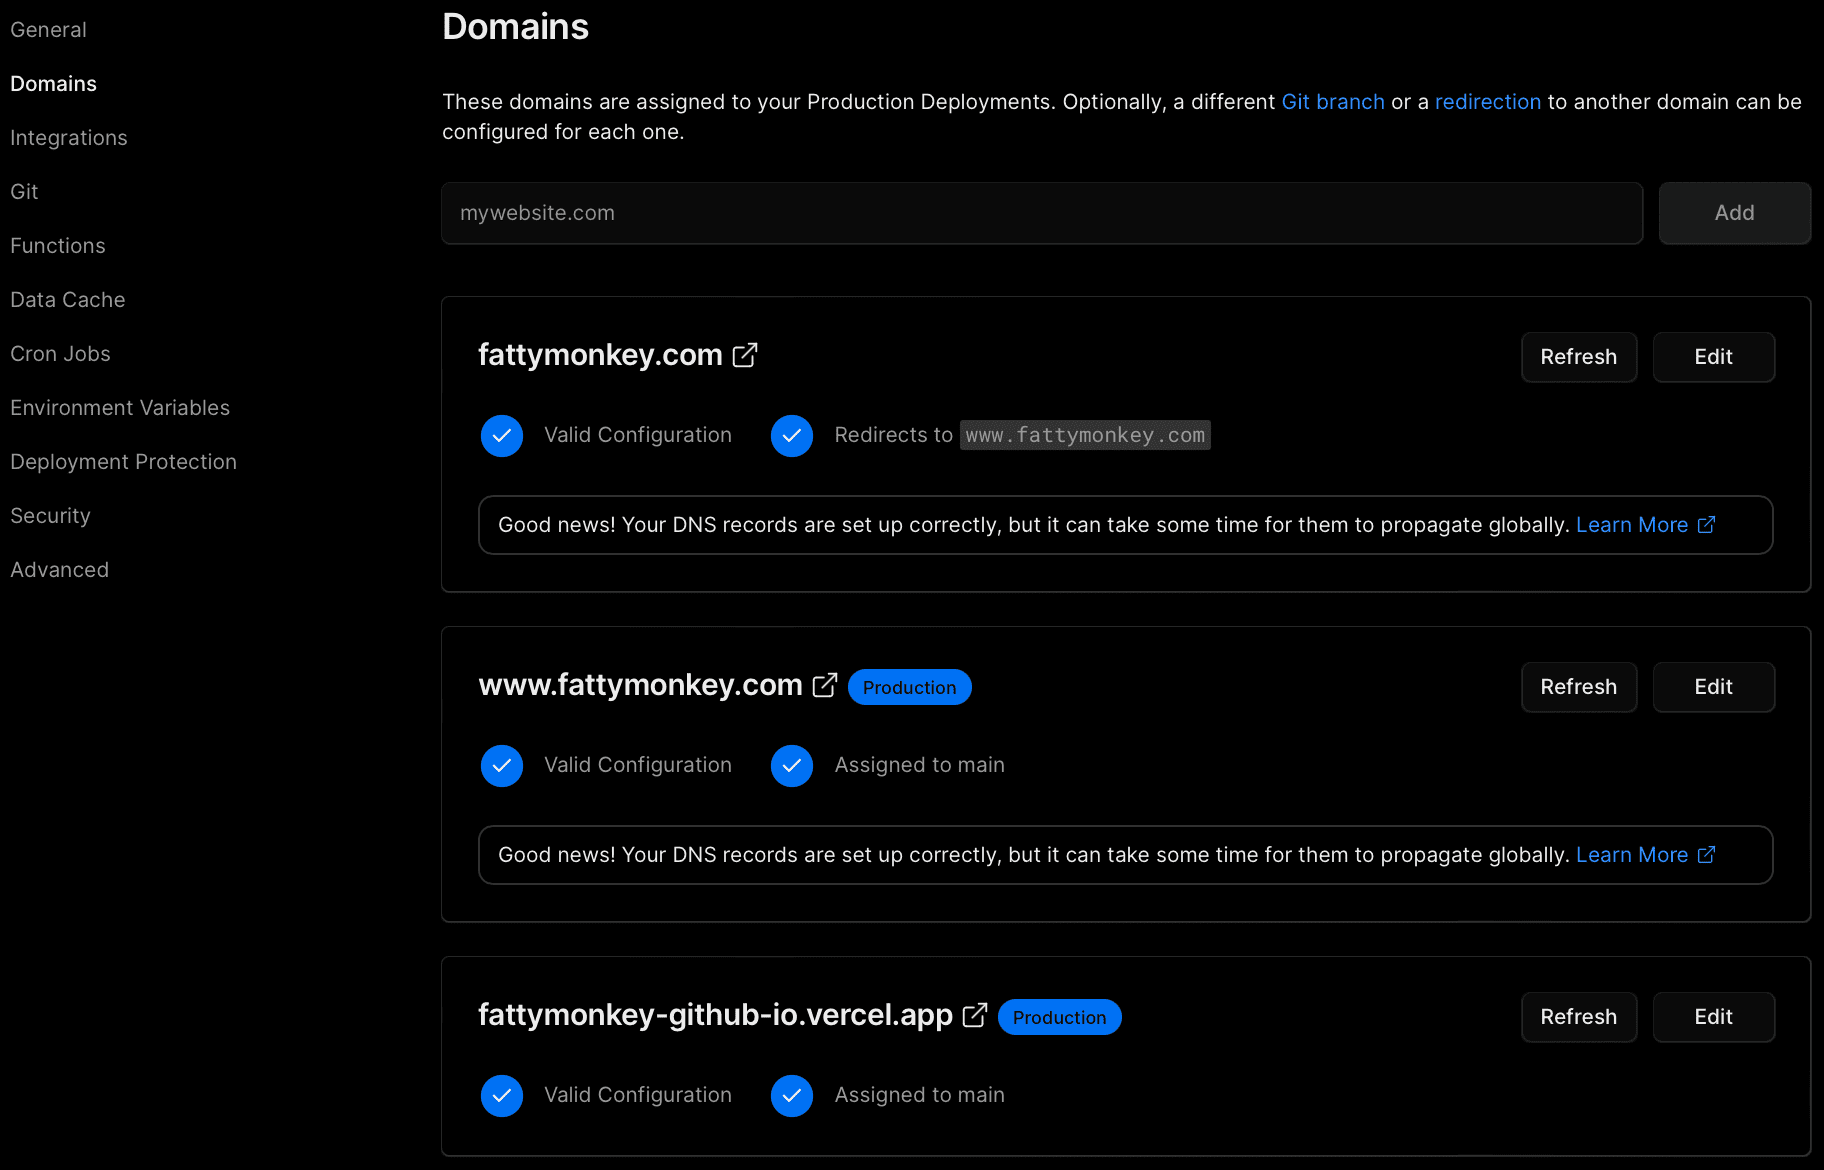 General
Domains
Integrations
Git
Functions
Data Cache
Cron Jobs
Environment Variables
Deployment Protection
Security
Advanced
Domains
These domains are assigned to your Production Deployments. Optionally, a different Git branch or a redirection to another domain can be
configured for each one.
mywebsite.com
Add
fattymonkey.com
Refresh
Edit
Valid Configuration
Redirects to www.fattymonkey.com
Good news! Your DNS records are set up correctly, but it can take some time for them to propagate globally. Learn More
www.fattymonkey.com
Production
Refresh
Edit
Valid Configuration
Assigned to main
Good news! Your DNS records are set up correctly, but it can take some time for them to propagate globally. Learn More
fattymonkey-github-io.vercel.app
Production
Refresh
Edit
Valid Configuration
Assigned to main